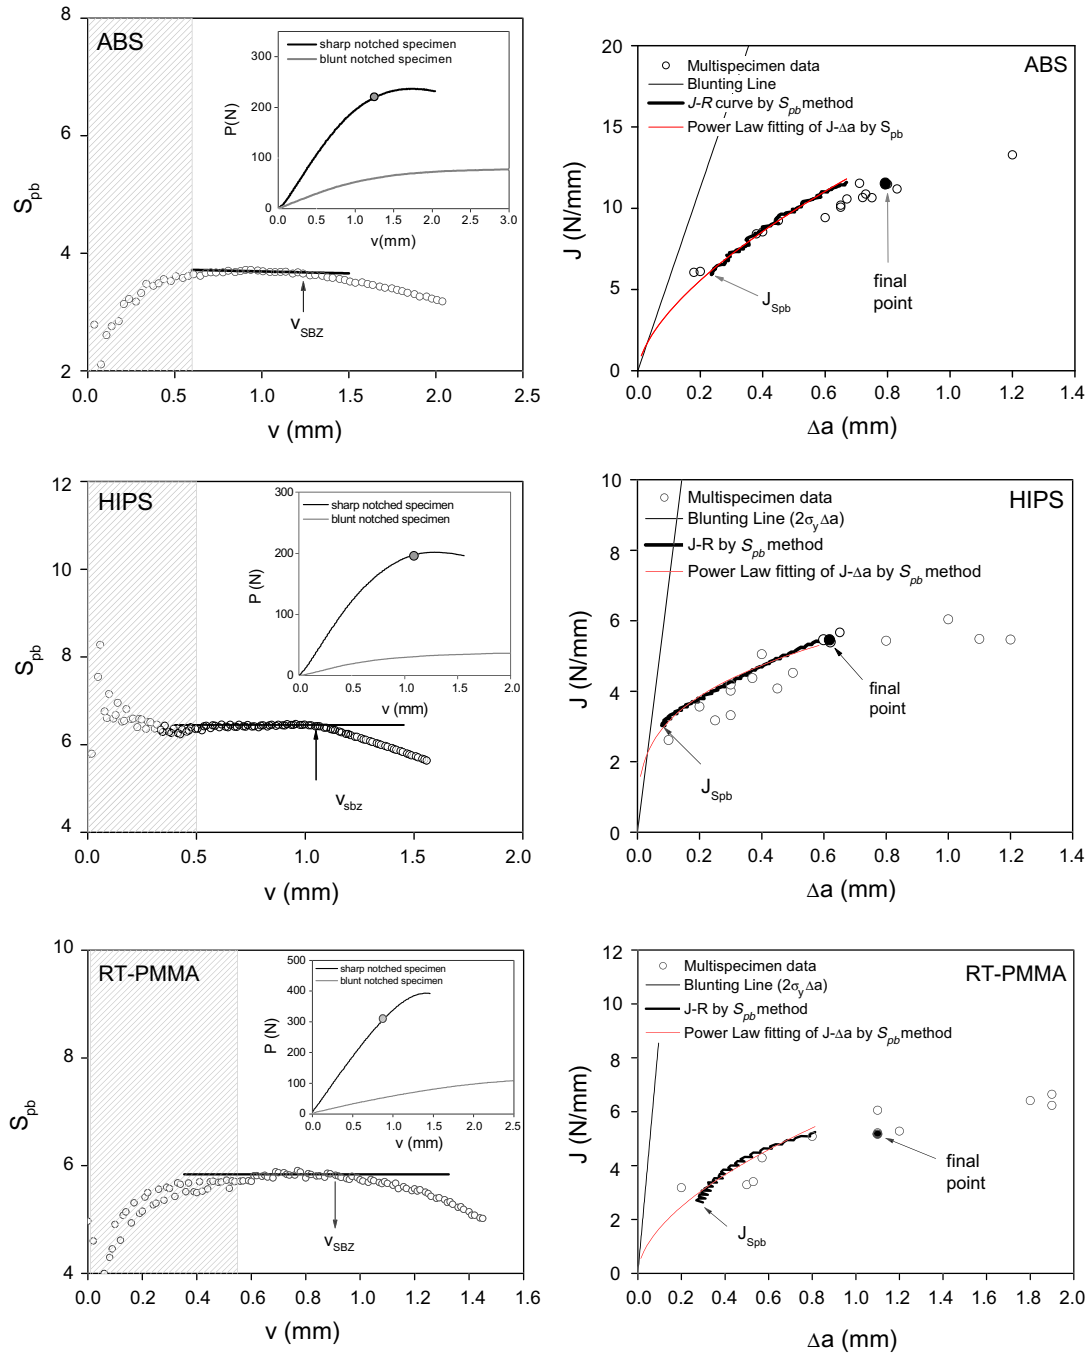 ABS
S_pb
8
6
4
2
0.0 0.5 1.0 1.5 2.0 2.5
v (mm)
v_SBZ
sharp notched specimen
blunt notched specimen
P(N)
300
200
100
0
0.0 0.5 1.0 1.5 2.0 2.5 3.0
v(mm)
ABS
J (N/mm)
20
15
10
5
0
0.0 0.2 0.4 0.6 0.8 1.0 1.2 1.4
Δa (mm)
Multispecimen data
Blunting Line
J-R curve by S_pb method
Power Law fitting of J-Δa by S_pb
J_Spb
final
point
HIPS
S_pb
12
10
8
6
4
0.0 0.5 1.0 1.5 2.0
v (mm)
v_sbz
sharp notched specimen
blunt notched specimen
P (N)
300
200
100
0
0.0 0.5 1.0 1.5 2.0
v (mm)
HIPS
J (N/mm)
10
8
6
4
2
0
0.0 0.2 0.4 0.6 0.8 1.0 1.2 1.4
Δa (mm)
Multispecimen data
Blunting Line (2σ_y Δa)
J-R by S_pb method
Power Law fitting of J-Δa by S_pb method
J_Spb
final
point
RT-PMMA
S_pb
10
8
6
4
0.0 0.2 0.4 0.6 0.8 1.0 1.2 1.4 1.6
v (mm)
v_SBZ
sharp notched specimen
blunt notched specimen
P (N)
500
400
300
200
100
0
0.0 0.5 1.0 1.5 2.0 2.5
v (mm)
RT-PMMA
J (N/mm)
12
10
8
6
4
2
0
0.0 0.2 0.4 0.6 0.8 1.0 1.2 1.4 1.6 1.8 2.0
Δa (mm)
Multispecimen data
Blunting Line (2σ_y Δa)
J-R by S_pb method
Power Law fitting of J-Δa by S_pb method
J_Spb
final
point